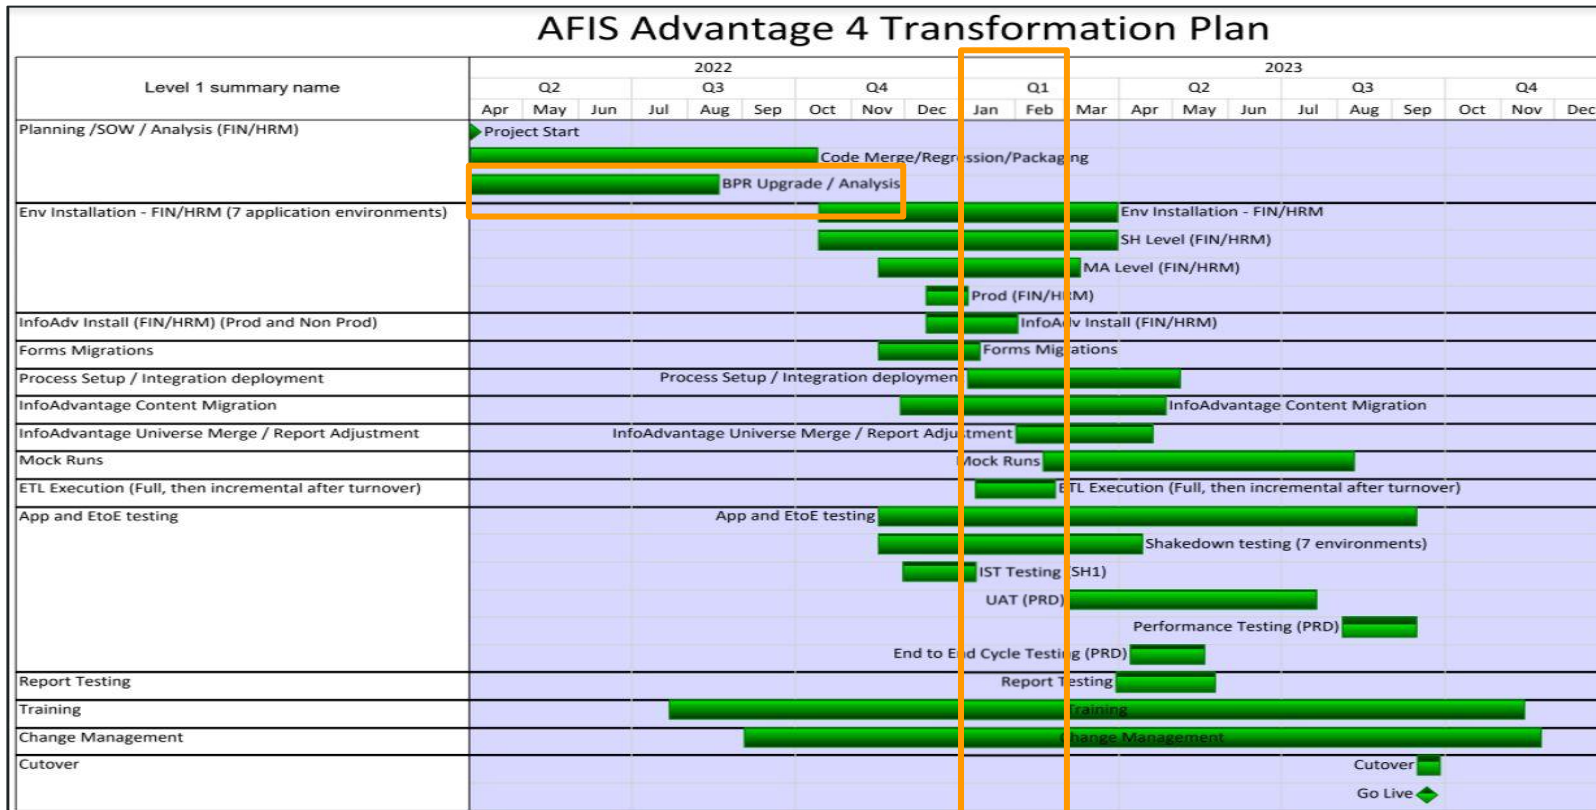 AFIS Advantage 4 Transformation Plan
Level 1 summary name
2022 2023
Q2 Q3 Q4 Q1 Q2 Q3 Q4
Apr May Jun Jul Aug Sep Oct Nov Dec Jan Feb Mar Apr May Jun Jul Aug Sep Oct Nov Dec
Planning /SOW / Analysis (FIN/HRM) Project Start
Code Merge/Regression/Packaging
BPR Upgrade / Analysis
Env Installation - FIN/HRM (7 application environments) Env Installation - FIN/HRM
SH Level (FIN/HRM)
MA Level (FIN/HRM)
Prod (FIN/HRM)
InfoAdv Install (FIN/HRM) (Prod and Non Prod) InfoAdv Install (FIN/HRM)
Forms Migrations Forms Migrations
Process Setup / Integration deployment Process Setup / Integration deployment
InfoAdvantage Content Migration InfoAdvantage Content Migration
InfoAdvantage Universe Merge / Report Adjustment InfoAdvantage Universe Merge / Report Adjustment
Mock Runs Mock Runs
ETL Execution (Full, then incremental after turnover) ETL Execution (Full, then incremental after turnover)
App and EtoE testing App and EtoE testing
Shakedown testing (7 environments)
IST Testing (SH1)
UAT (PRD)
Performance Testing (PRD)
End to End Cycle Testing (PRD)
Report Testing Report Testing
Training Training
Change Management Change Management
Cutover Cutover
Go Live